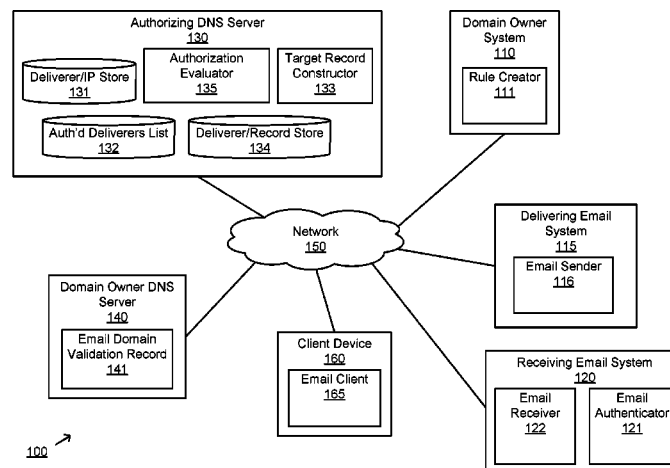 Authorizing DNS Server
130
Deliverer/IP Store
131
Authorization
Evaluator
135
Target Record
Constructor
133
Auth'd Deliverers List
132
Deliverer/Record Store
134
Domain Owner
System
110
Rule Creator
111
Network
150
Delivering Email
System
115
Email Sender
116
Domain Owner DNS
Server
140
Email Domain
Validation Record
141
Client Device
160
Email Client
165
Receiving Email System
120
Email
Receiver
122
Email
Authenticator
121
100